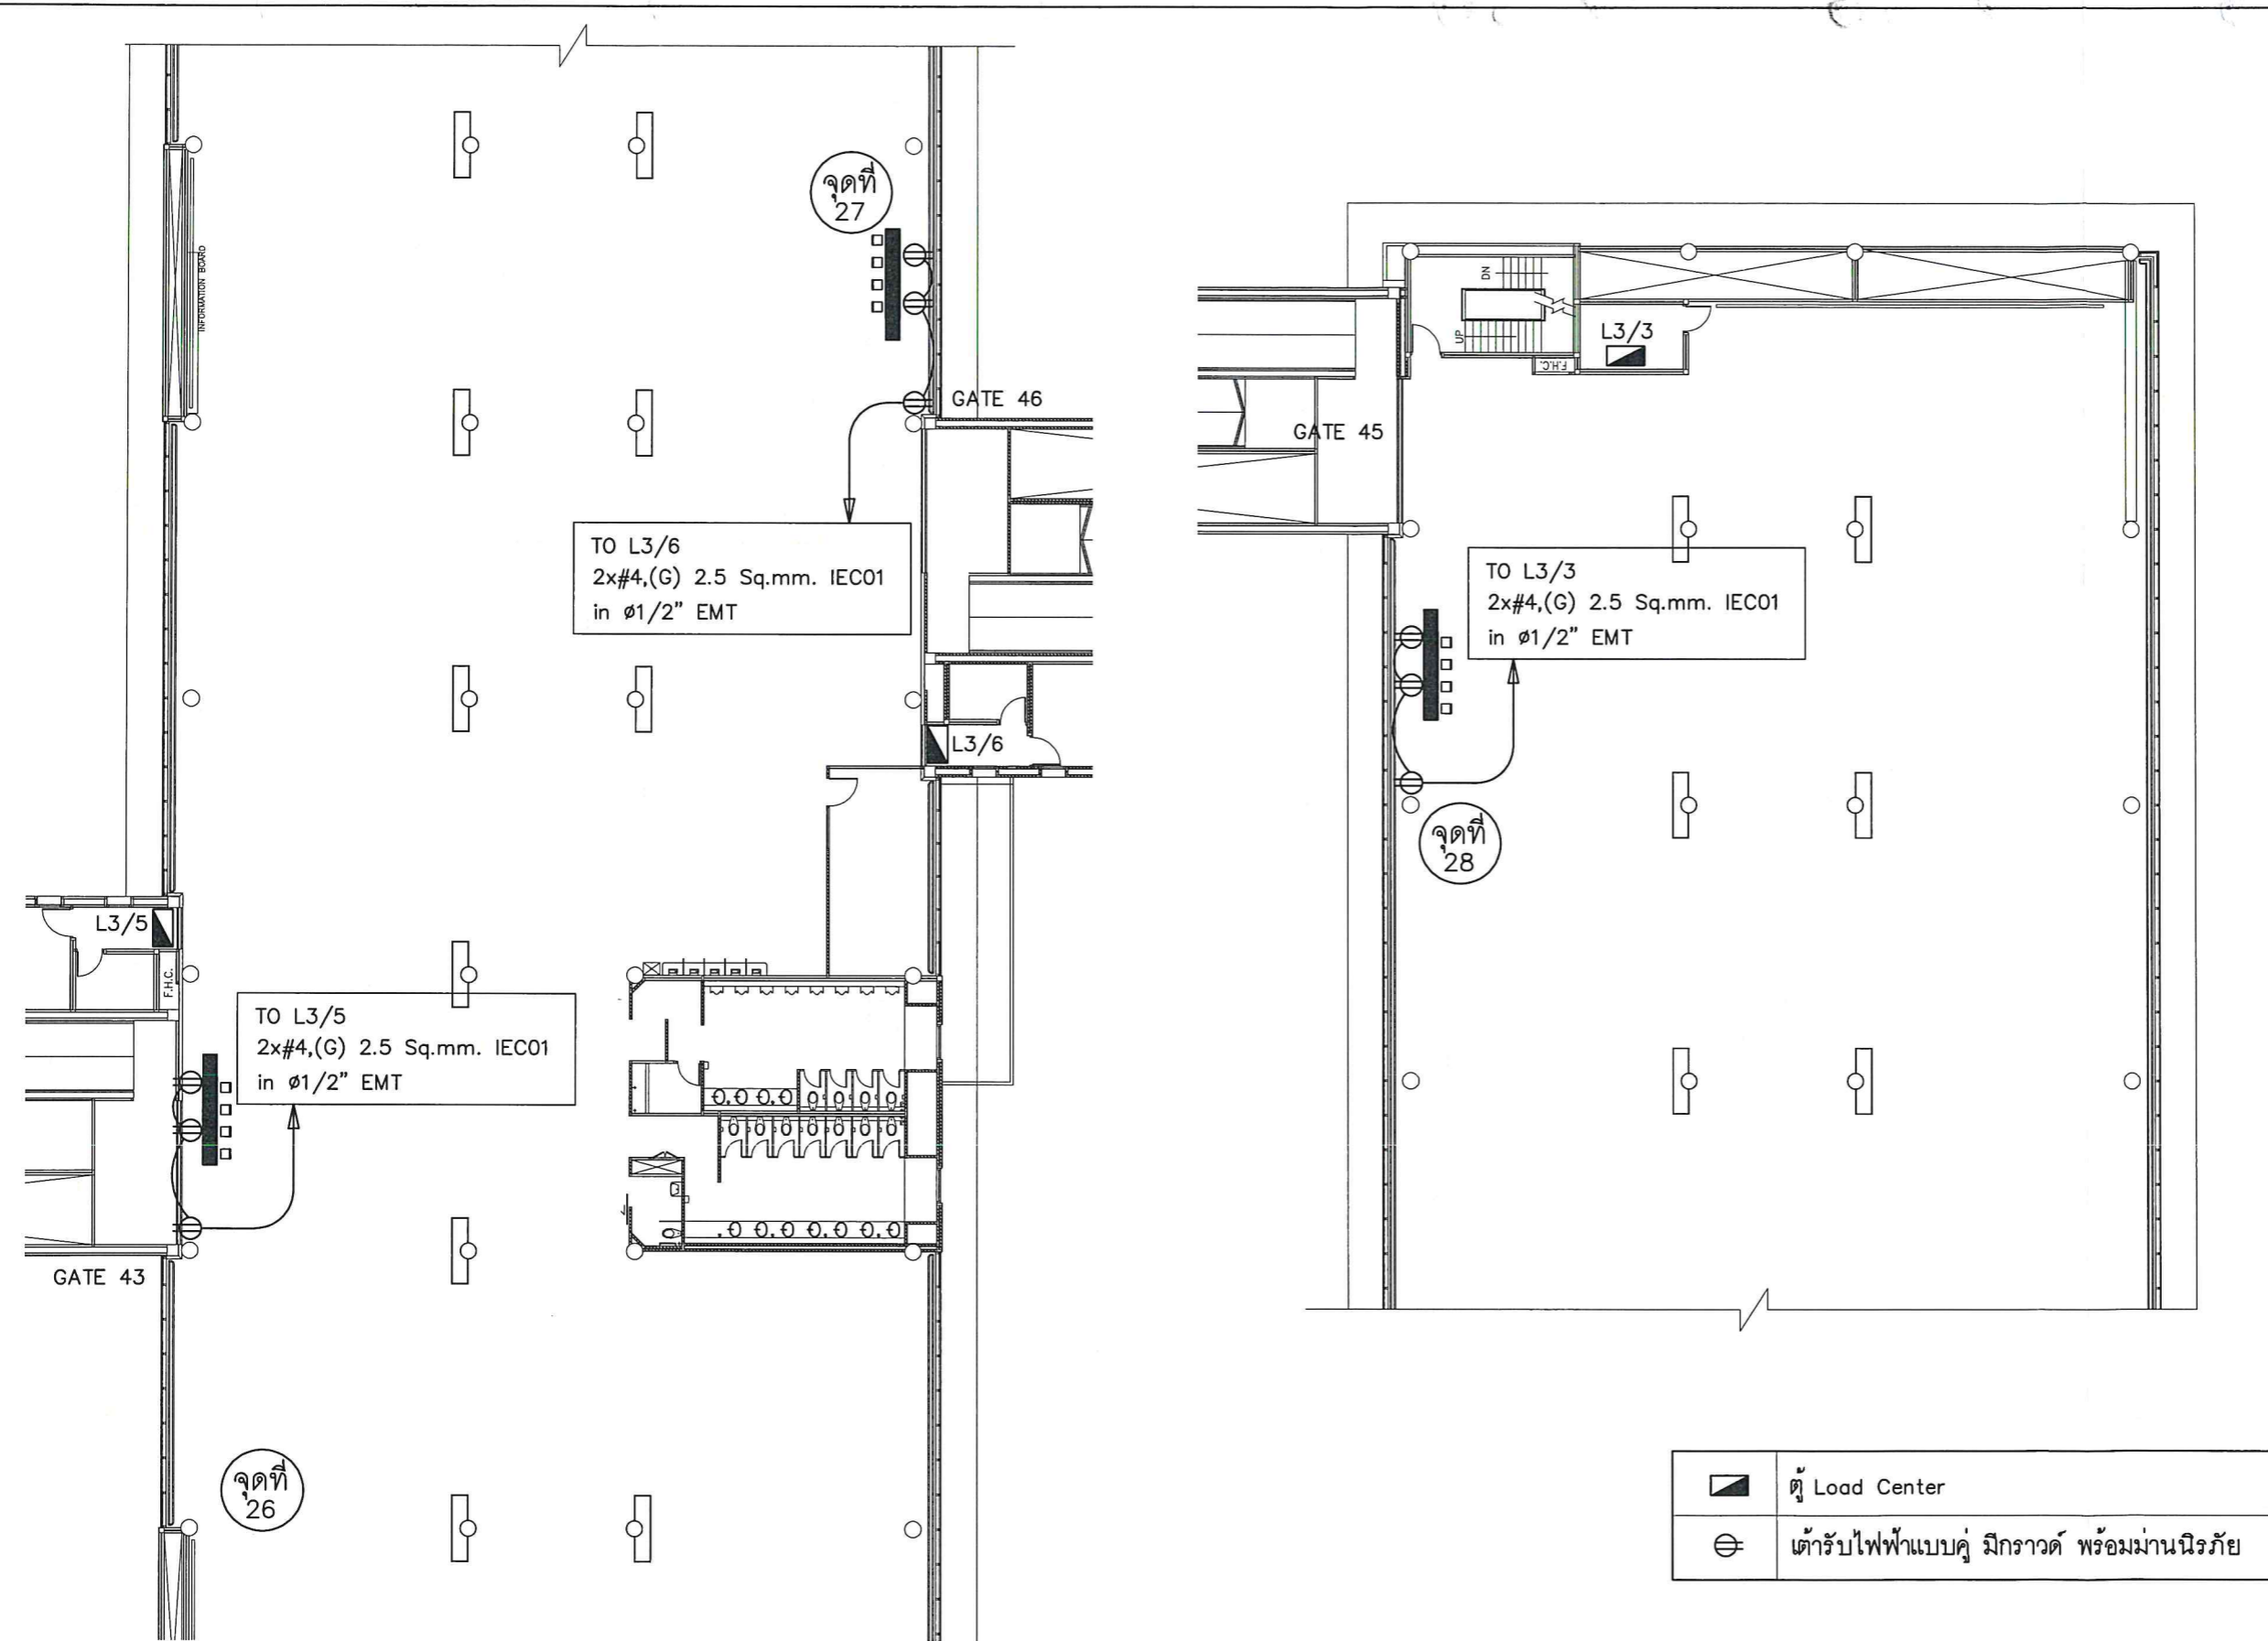 จุดที่
27
INFORMATION BOARD
GATE 46
TO L3/6
2x#4,(G) 2.5 Sq.mm. IEC01
in ø1/2" EMT
L3/6
L3/5
F.H.C.
TO L3/5
2x#4,(G) 2.5 Sq.mm. IEC01
in ø1/2" EMT
GATE 43
จุดที่
26
DN
UP
F.H.C.
L3/3
GATE 45
TO L3/3
2x#4,(G) 2.5 Sq.mm. IEC01
in ø1/2" EMT
จุดที่
28
ตู้ Load Center
เต้ารับไฟฟ้าแบบคู่ มีกราวด์ พร้อมม่านนิรภัย